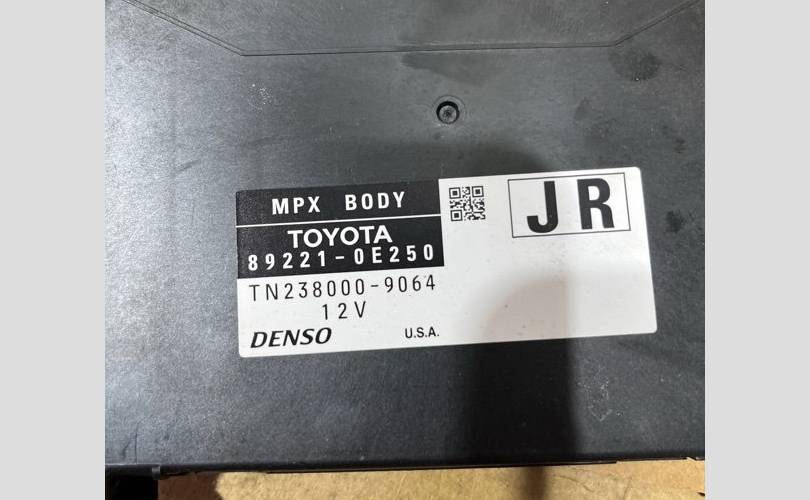 MPX BODY
JR
TOYOTA
89221-0E250
TN238000-9064
12V
DENSO
U.S.A.